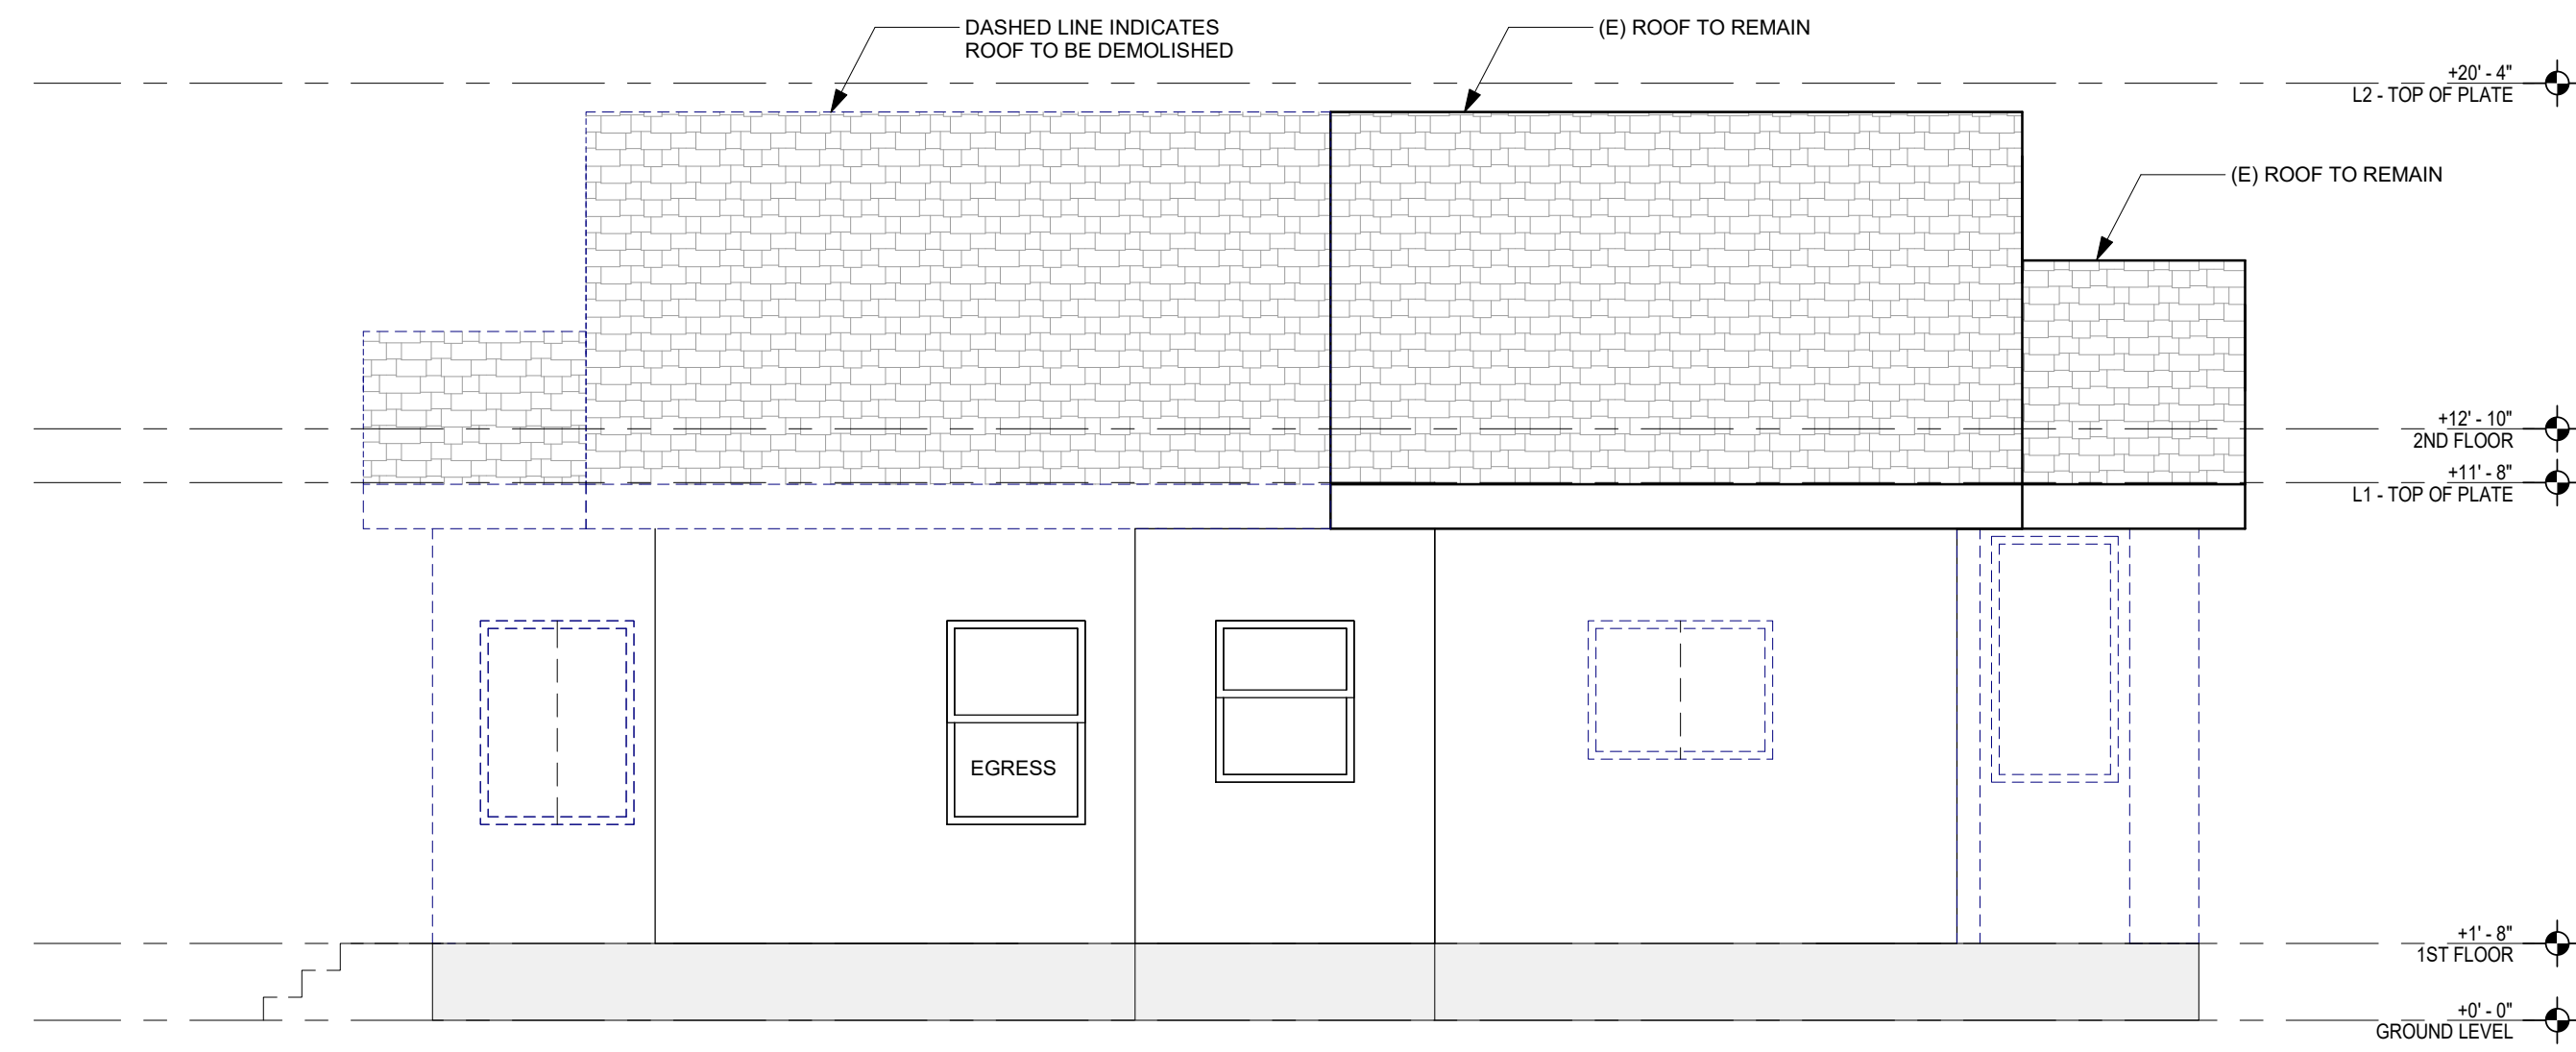 DASHED LINE INDICATES
ROOF TO BE DEMOLISHED
(E) ROOF TO REMAIN
+20' - 4"
L2 - TOP OF PLATE
(E) ROOF TO REMAIN
+12' - 10"
2ND FLOOR
+11' - 8"
L1 - TOP OF PLATE
EGRESS
+1' - 8"
1ST FLOOR
+0' - 0"
GROUND LEVEL